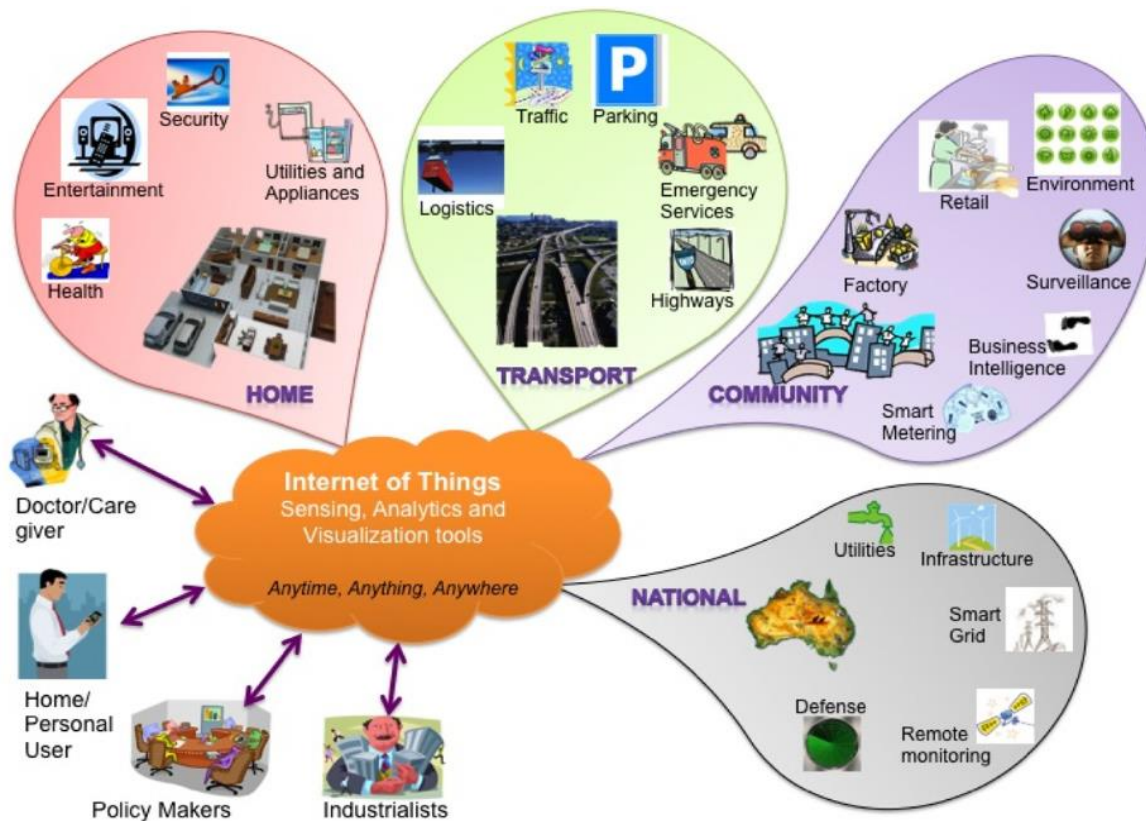 Security
Entertainment
Utilities and
Appliances
Health
HOME
Traffic
P
Parking
Logistics
Emergency
Services
Highways
TRANSPORT
Retail
Environment
Factory
Surveillance
Business
Intelligence
COMMUNITY
Smart
Metering
Internet of Things
Sensing, Analytics and
Visualization tools
Anytime, Anything, Anywhere
Doctor/Care
giver
Home/
Personal
User
Policy Makers
Industrialists
NATIONAL
Utilities
Infrastructure
Smart
Grid
Defense
Remote
monitoring